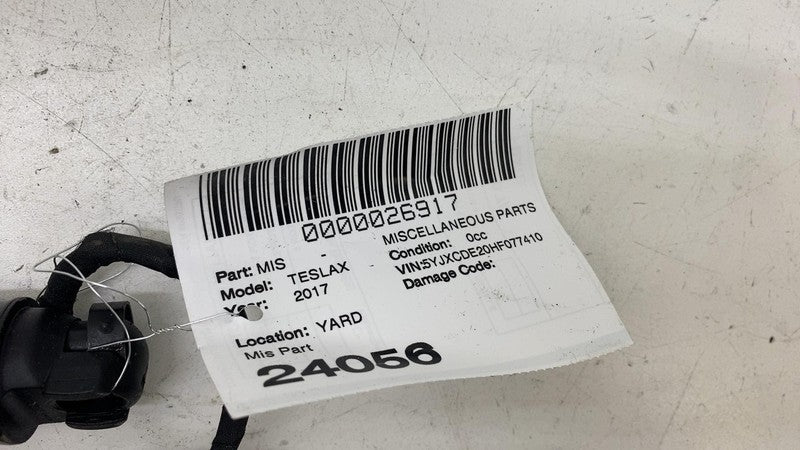 0000026917
Part: MIS - MISCELLANEOUS PARTS
Model: TESLAX - Condition: 0cc
Year: 2017 VIN:5YJXCDE20HF077410
Damage Code:
Location: YARD
Mis Part
24056